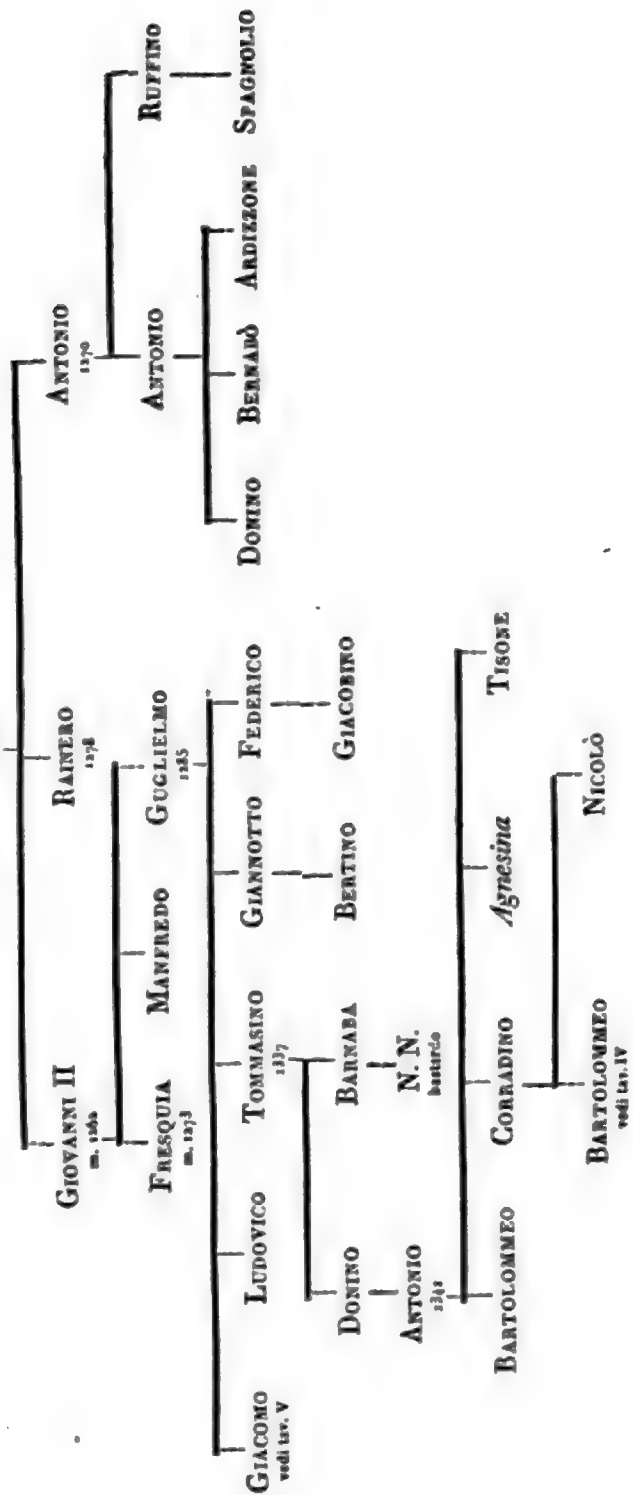 GIOVANNI II RAINERO ANTONIO
m. 1262 1278 1270
FRESQUIA MANFREDO GUGLIELMO ANTONIO RUFFINO
m. 1273 1285
GIACOMO LUDOVICO TOMMASINO GIANNOTTO FEDERICO DONINO BERNABÒ ARDIZZONE SPAGNOLIO
vedi tav. V 1337
DONINO BARNABA BERTINO GIACOBINO
ANTONIO N. N.
1341 bastardo
BARTOLOMMEO CORRADINO Agnesina TISONE
BARTOLOMMEO NICOLÒ
vedi tav. IV